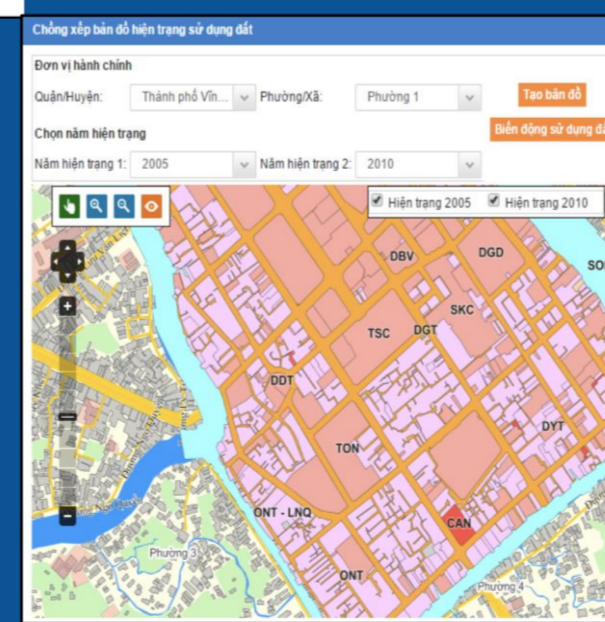 Chồng xếp bản đồ hiện trạng sử dụng đất
Đơn vị hành chính
Quận/Huyện: Thành phố Vĩn... Phường/Xã: Phường 1 Tạo bản đồ
Chọn năm hiện trạng Biến động sử dụng đấ
Năm hiện trạng 1: 2005 Năm hiện trạng 2: 2010
Hiện trạng 2005 Hiện trạng 2010
DBV DGD
SO
SKC
TSC DGT
DDT
DYT
TON
ONT - LNQ
CAN
Phường 3
ONT
Phường 4